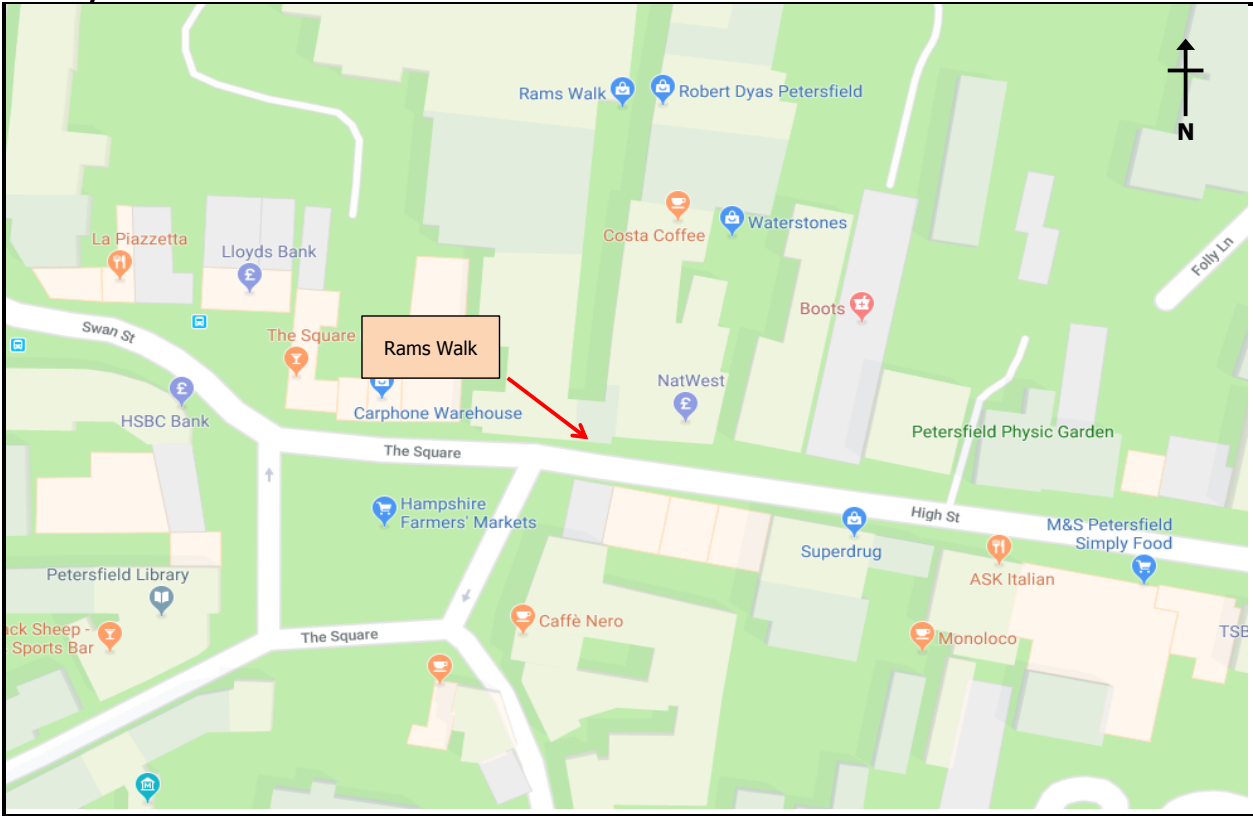 Rams Walk
Robert Dyas Petersfield
N
Costa Coffee
Waterstones
La Piazzetta
Lloyds Bank
Folly Ln
Boots
Swan St
The Square
Rams Walk
NatWest
HSBC Bank
Carphone Warehouse
Petersfield Physic Garden
The Square
Hampshire
Farmers' Markets
High St
M&S Petersfield
Simply Food
Superdrug
ASK Italian
Petersfield Library
Caffè Nero
ack Sheep -
Sports Bar
The Square
Monoloco
TSB